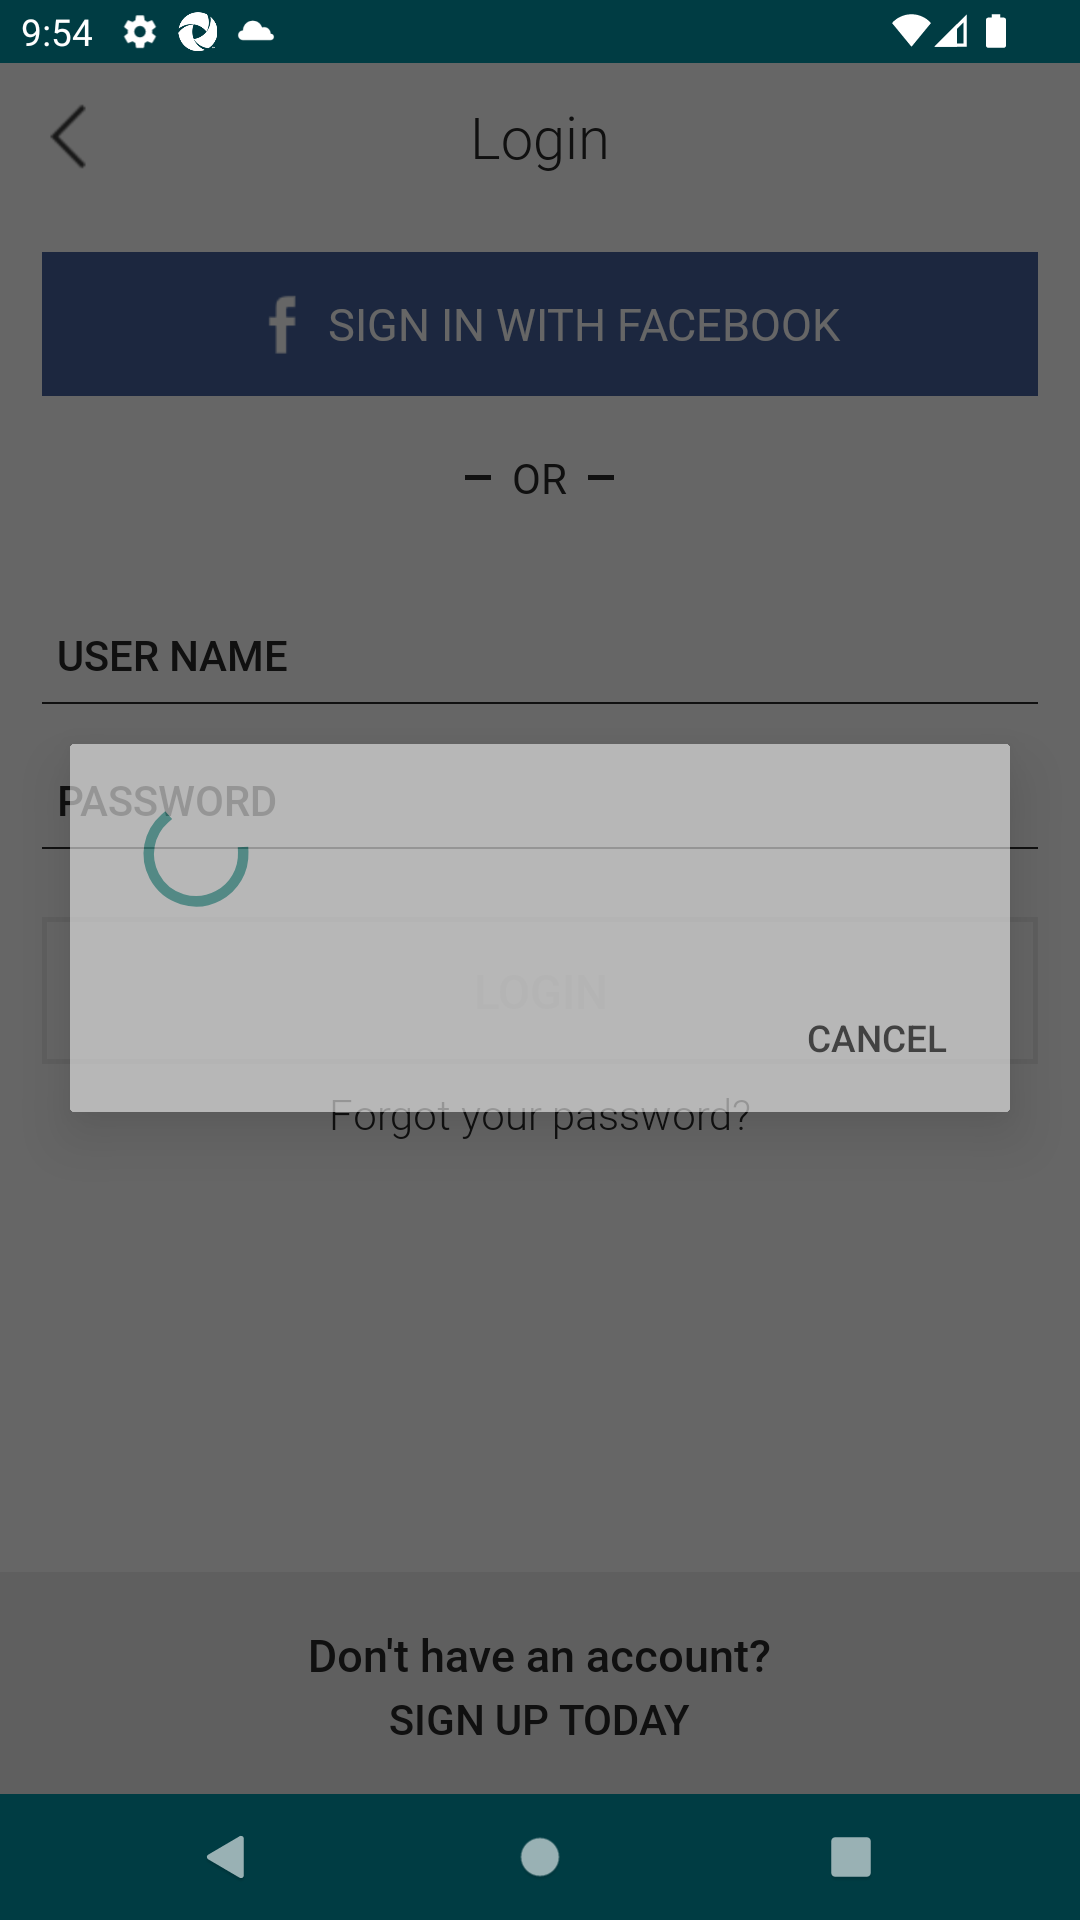 9:54
Login
f SIGN IN WITH FACEBOOK
OR
USER NAME
PASSWORD
LOGIN
CANCEL
Forgot your password?
Don't have an account?
SIGN UP TODAY